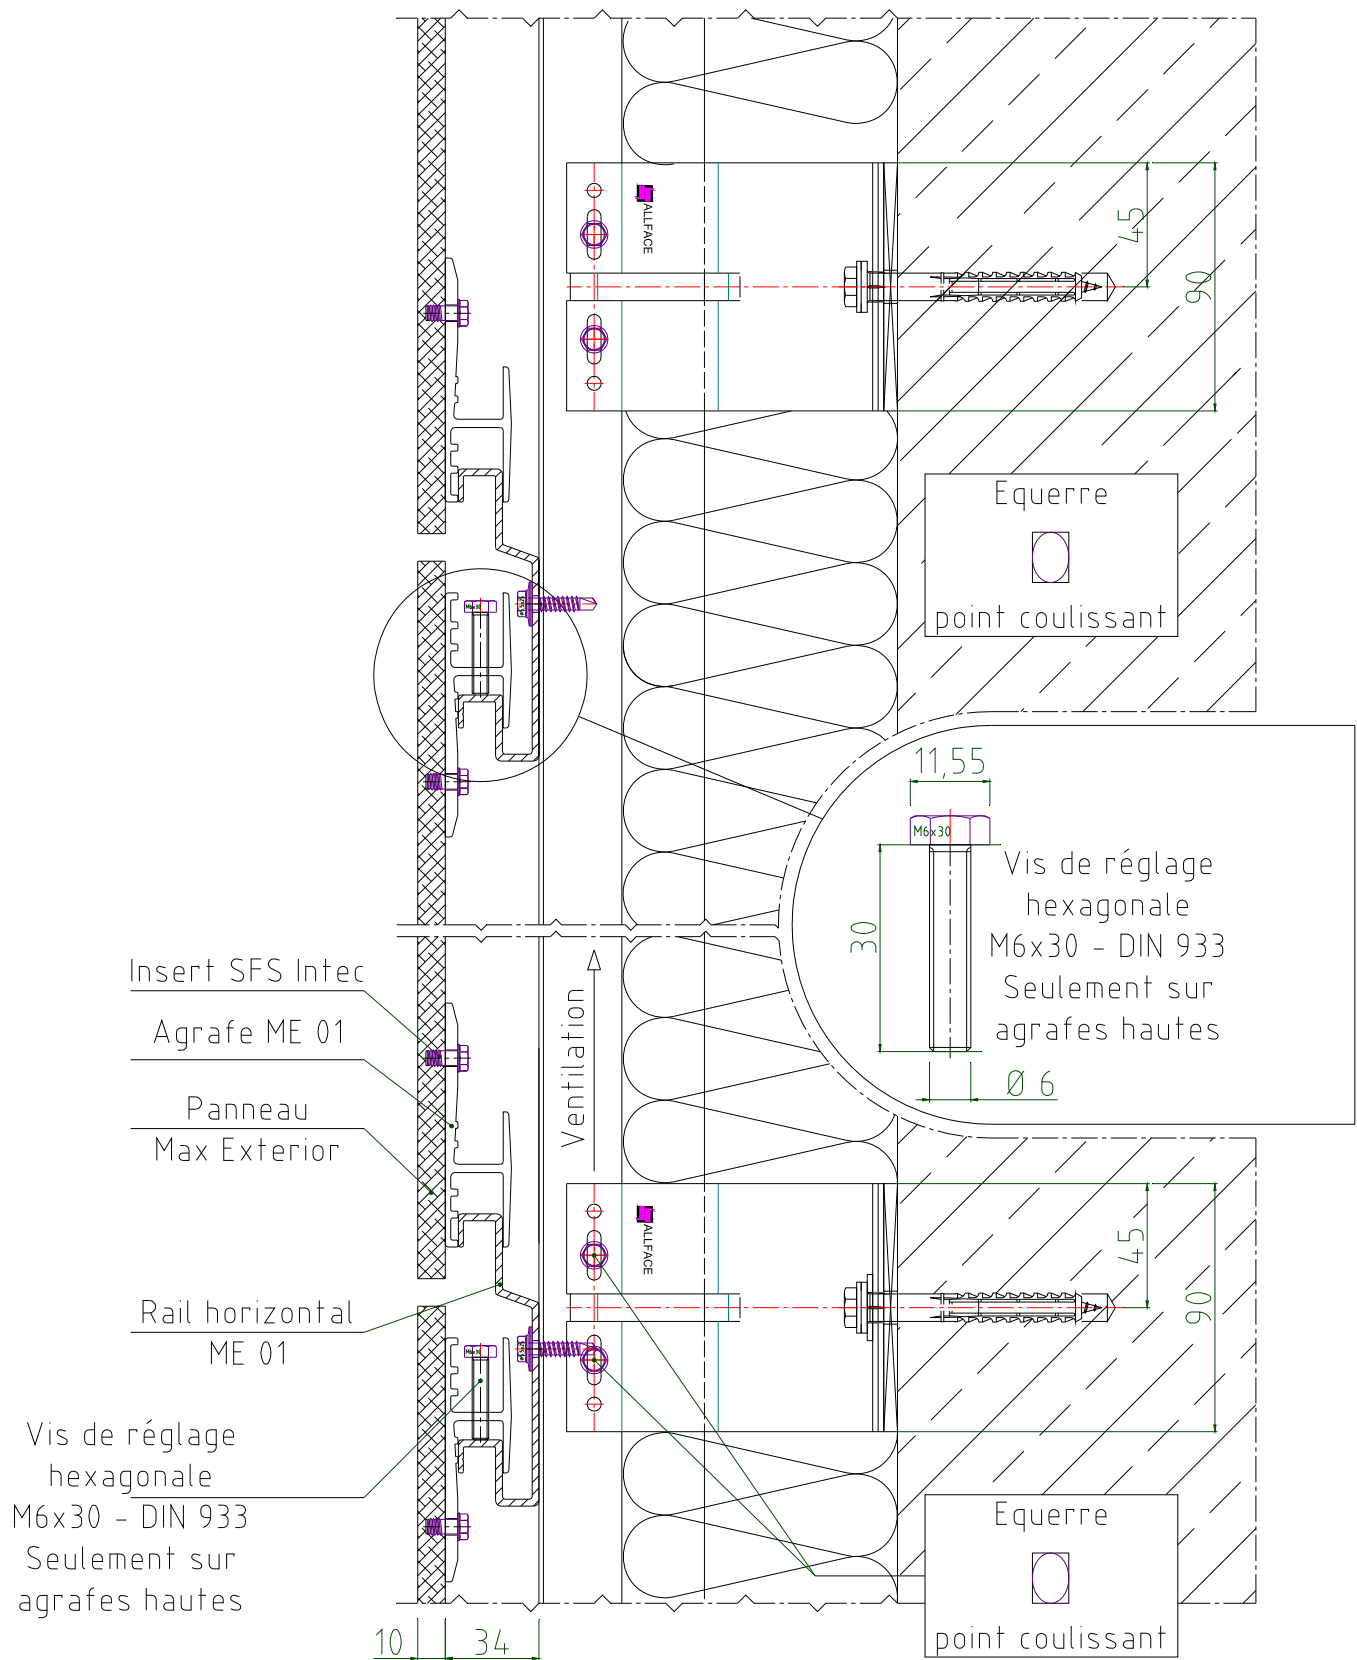 ALLFACE
45
90
Equerre
point coulissant
M6x30
11,55
M6x30
30
Vis de réglage
hexagonale
M6x30 - DIN 933
Seulement sur
agrafes hautes
Ø 6
Insert SFS Intec
Agrafe ME 01
Panneau
Max Exterior
Ventilation
Rail horizontal
ME 01
ALLFACE
45
90
M6x30
Vis de réglage
hexagonale
M6x30 - DIN 933
Seulement sur
agrafes hautes
Equerre
point coulissant
10
34